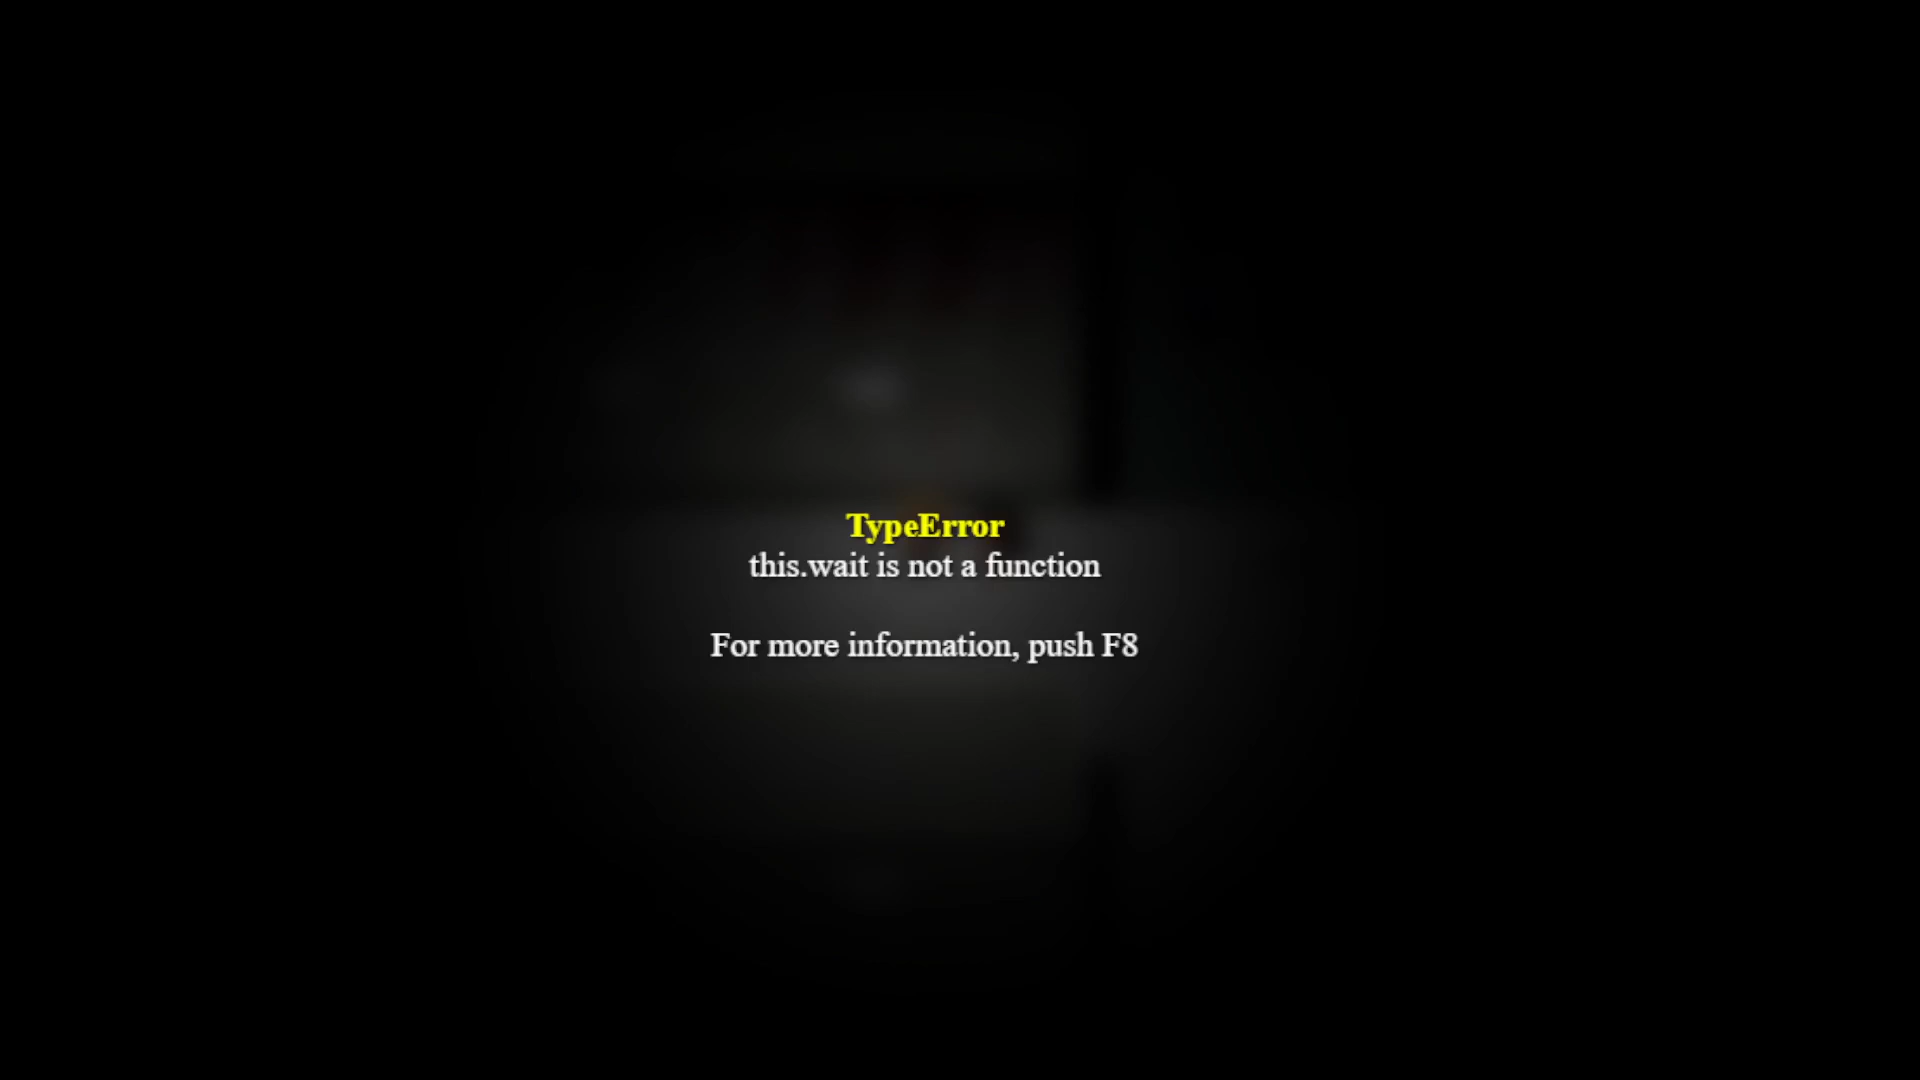 TypeError
this.wait is not a function
For more information, push F8